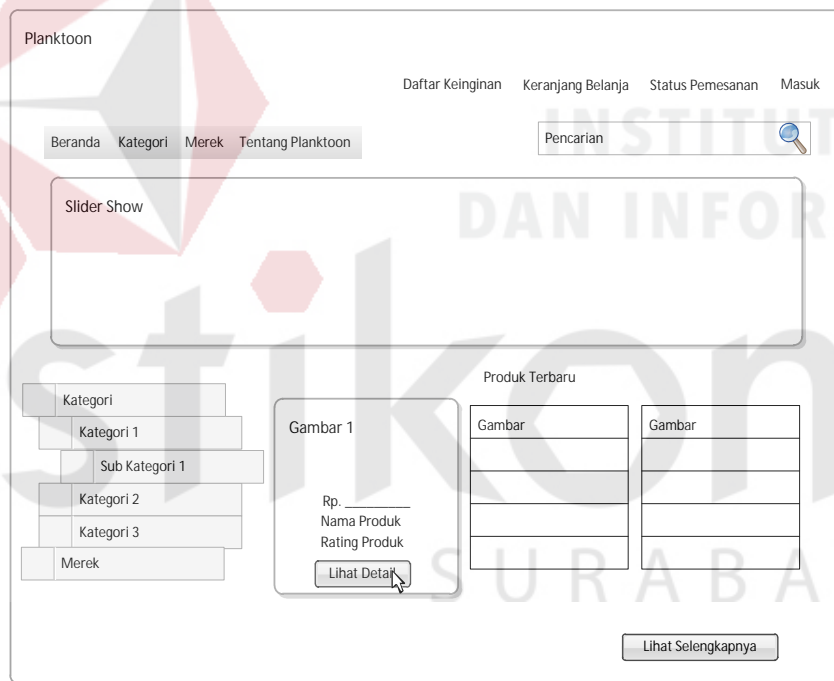 Planktoon
Daftar Keinginan Keranjang Belanja Status Pemesanan Masuk
Beranda Kategori Merek Tentang Planktoon
Pencarian
INSTITUT
DAN INFOR
Slider Show
stikon
Produk Terbaru
Kategori
Kategori 1
Sub Kategori 1
Kategori 2
Kategori 3
Merek
Gambar 1
Rp. __________
Nama Produk
Rating Produk
Lihat Detail
Gambar
Gambar
SURABA
Lihat Selengkapnya